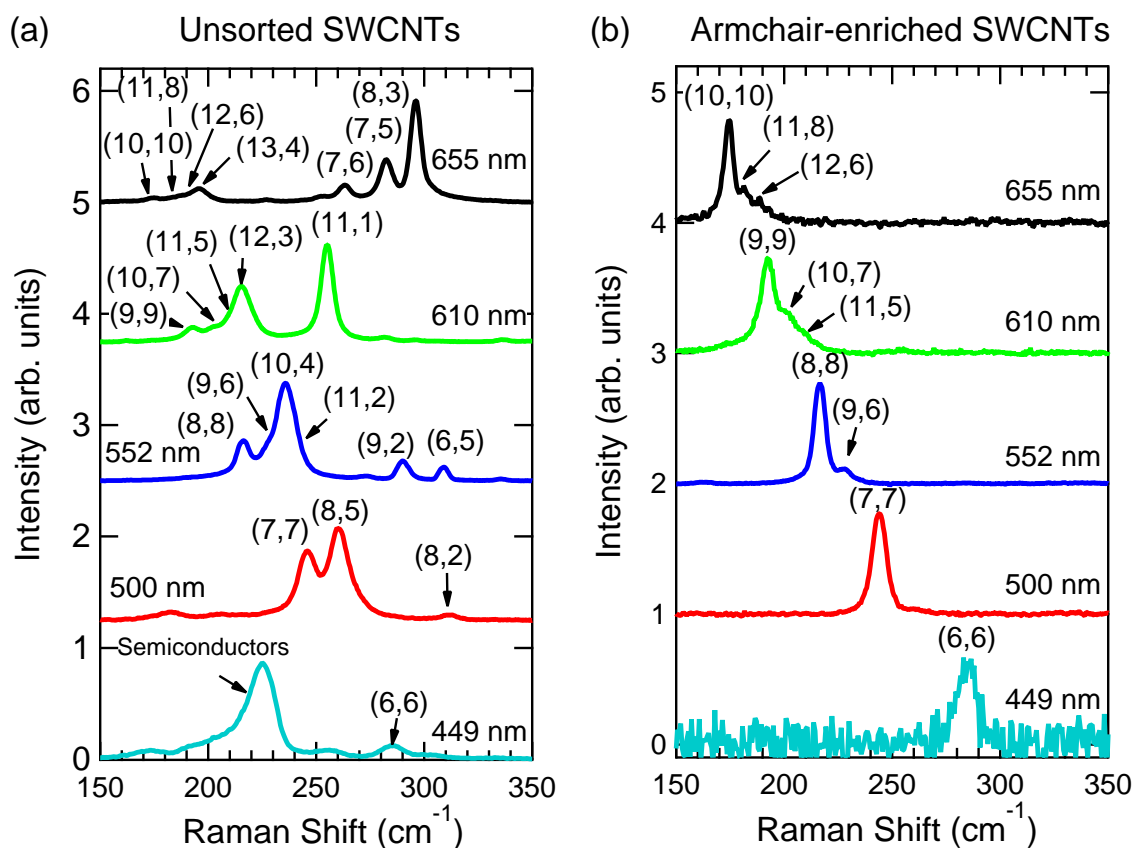 (a) Unsorted SWCNTs
6
5
4
3
2
1
0
Intensity (arb. units)
(11,8)
(10,10)
(12,6)
(13,4)
(7,6)
(7,5)
(8,3)
655 nm
(9,9)
(10,7)
(11,5)
(12,3)
(11,1)
610 nm
(8,8)
(9,6)
(10,4)
(11,2)
(9,2)
(6,5)
552 nm
(7,7)
(8,5)
(8,2)
500 nm
Semiconductors
(6,6)
449 nm
150 200 250 300 350
Raman Shift (cm⁻¹)
(b) Armchair-enriched SWCNTs
5
4
3
2
1
0
Intensity (arb. units)
(10,10)
(11,8)
(12,6)
655 nm
(9,9)
(10,7)
(11,5)
610 nm
(8,8)
(9,6)
552 nm
(7,7)
500 nm
(6,6)
449 nm
150 200 250 300 350
Raman Shift (cm⁻¹)